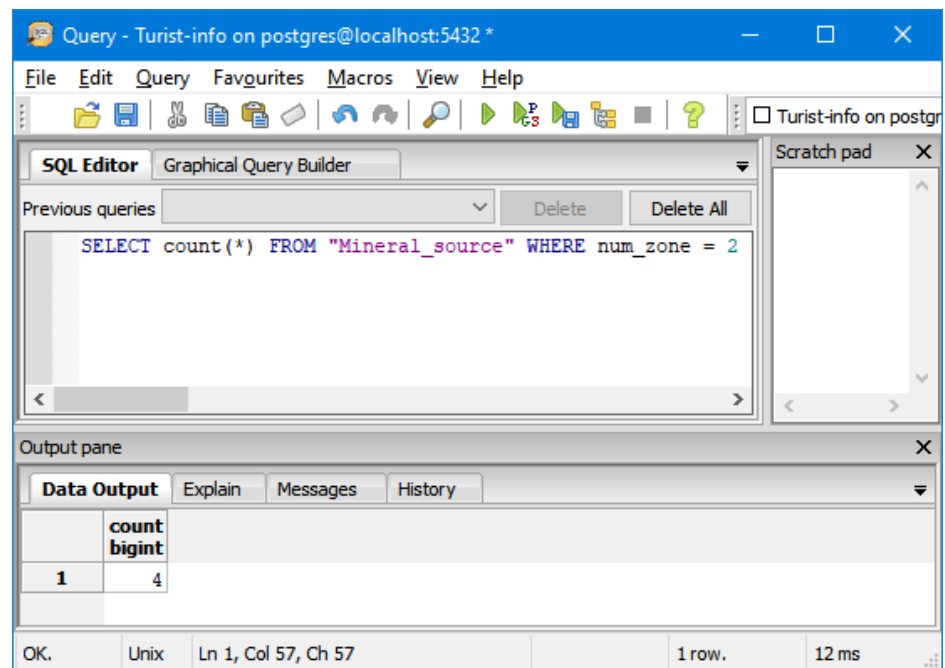 Query - Turist-info on postgres@localhost:5432 *
File Edit Query Favourites Macros View Help
Turist-info on postgr
SQL Editor Graphical Query Builder
Scratch pad
Previous queries Delete Delete All
SELECT count(*) FROM "Mineral_source" WHERE num_zone = 2
Output pane
Data Output Explain Messages History
count
bigint
1 4
OK. Unix Ln 1, Col 57, Ch 57 1 row. 12 ms